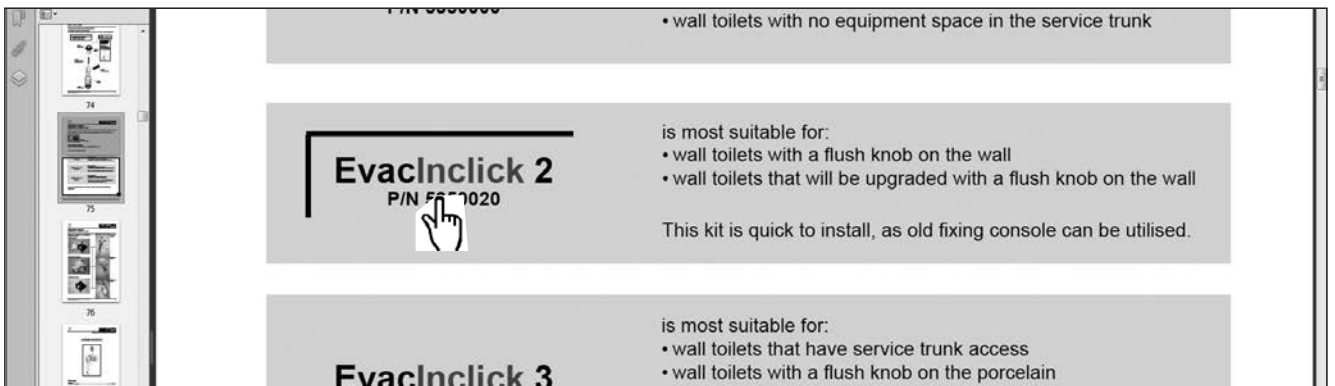 • wall toilets with no equipment space in the service trunk
74
EvacInclick 2
P/N
is most suitable for:
• wall toilets with a flush knob on the wall
• wall toilets that will be upgraded with a flush knob on the wall
This kit is quick to install, as old fixing console can be utilised.
75
76
EvacInclick 3
is most suitable for:
• wall toilets that have service trunk access
• wall toilets with a flush knob on the porcelain